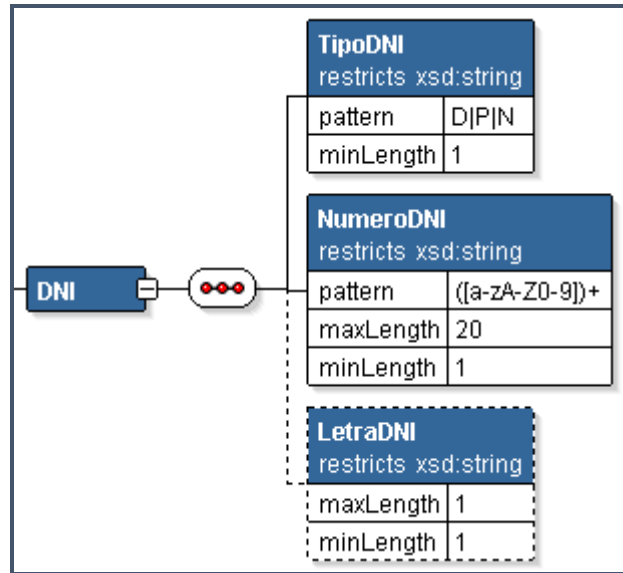 TipoDNI
restricts xsd:string
pattern D|P|N
minLength 1
NumeroDNI
restricts xsd:string
pattern ([a-zA-Z0-9])+
maxLength 20
minLength 1
DNI
LetraDNI
restricts xsd:string
maxLength 1
minLength 1